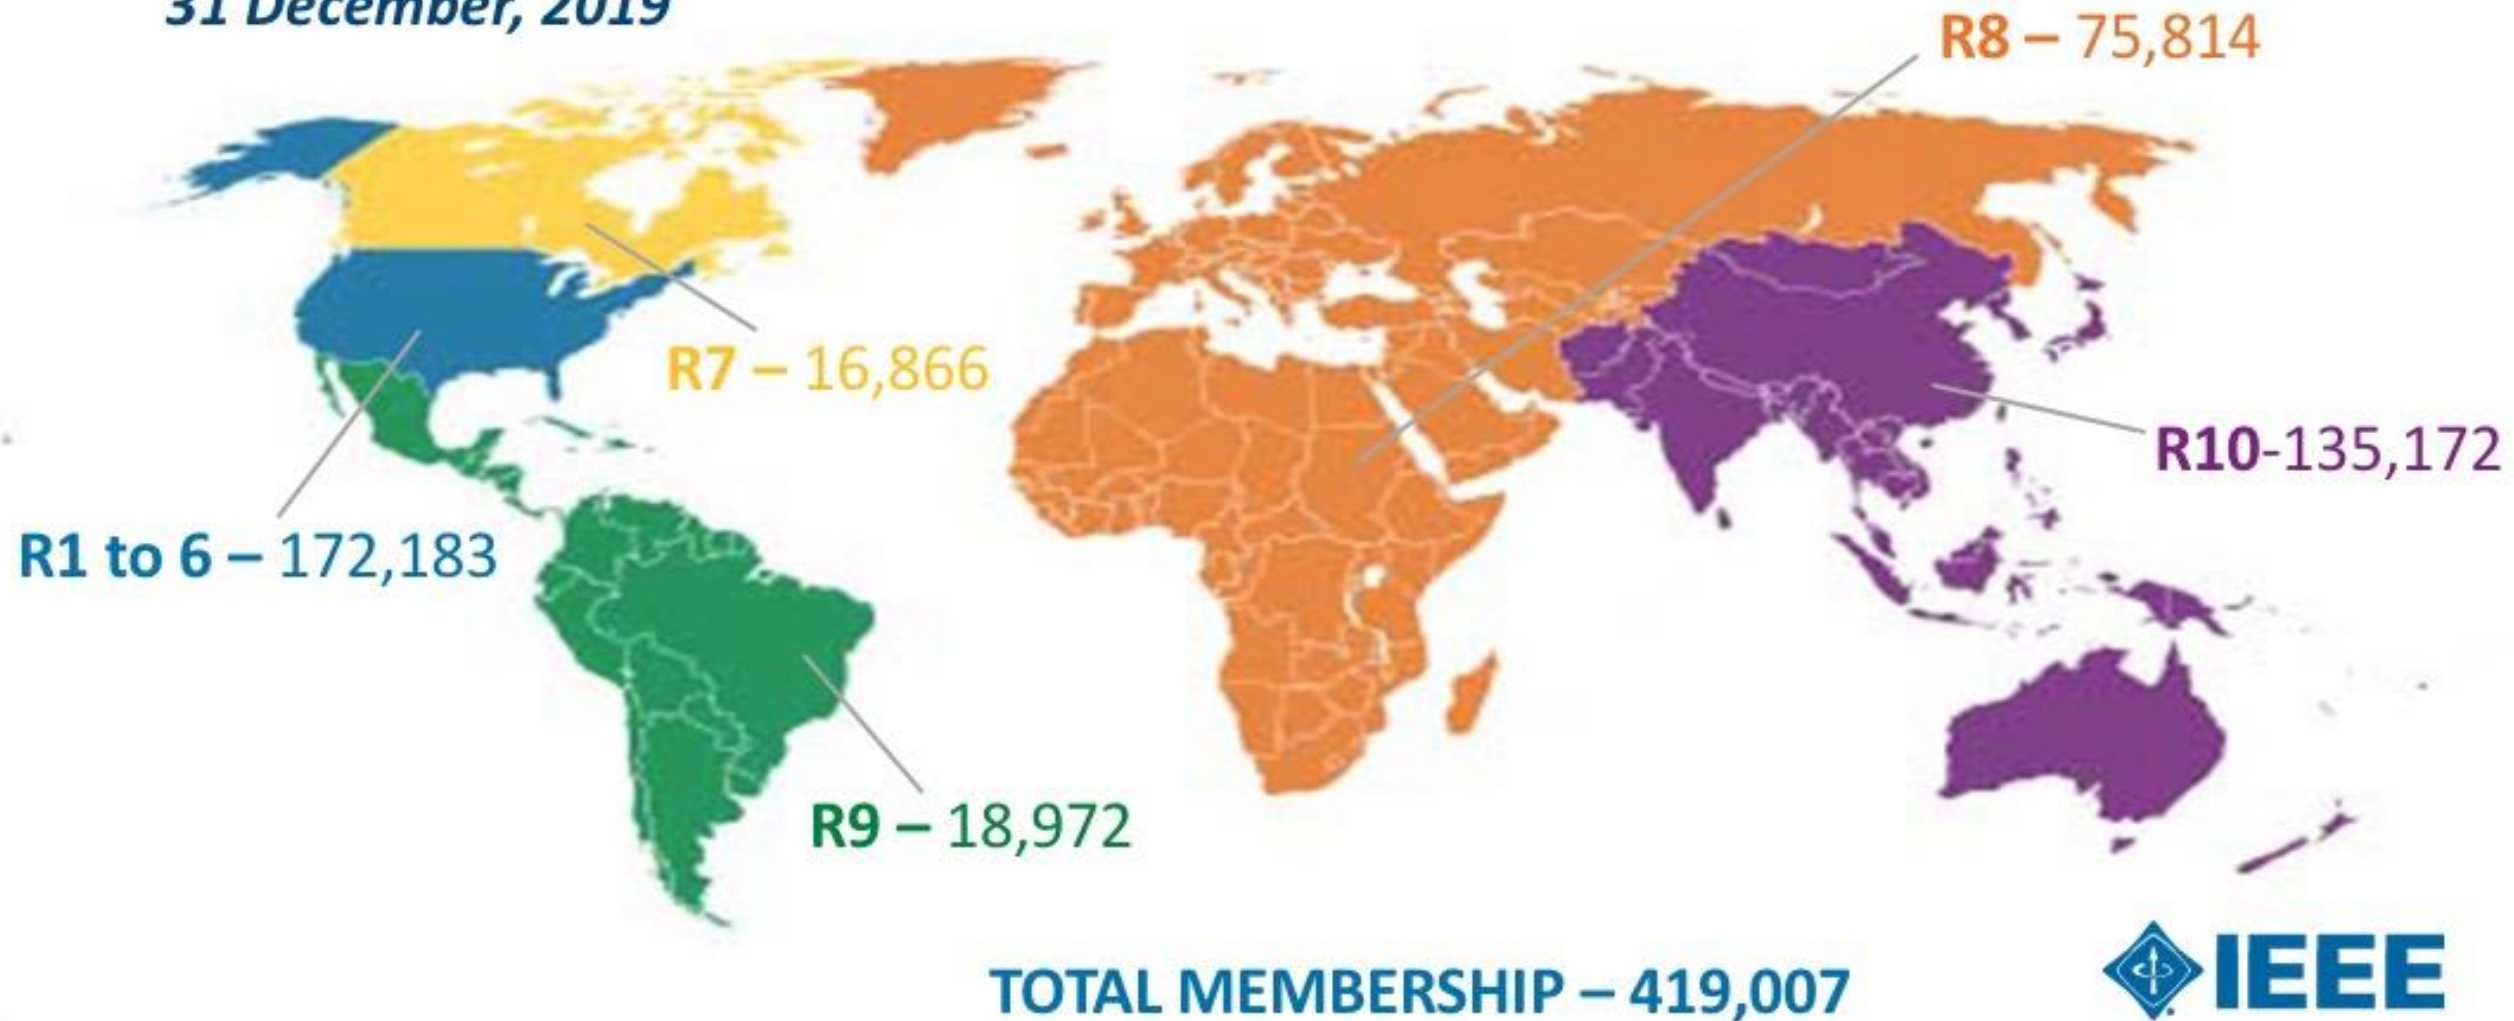 31 December, 2019
R8 – 75,814
R7 – 16,866
R10-135,172
R1 to 6 – 172,183
R9 – 18,972
TOTAL MEMBERSHIP – 419,007
IEEE